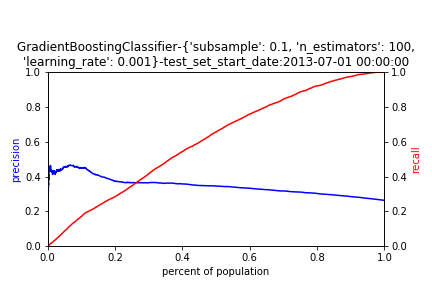 GradientBoostingClassifier-{'subsample': 0.1, 'n_estimators': 100,
'learning_rate': 0.001}-test_set_start_date:2013-07-01 00:00:00
1.0
0.8
0.6
0.4
0.2
0.0
precision
1.0
0.8
0.6
0.4
0.2
0.0
recall
0.0 0.2 0.4 0.6 0.8 1.0
percent of population